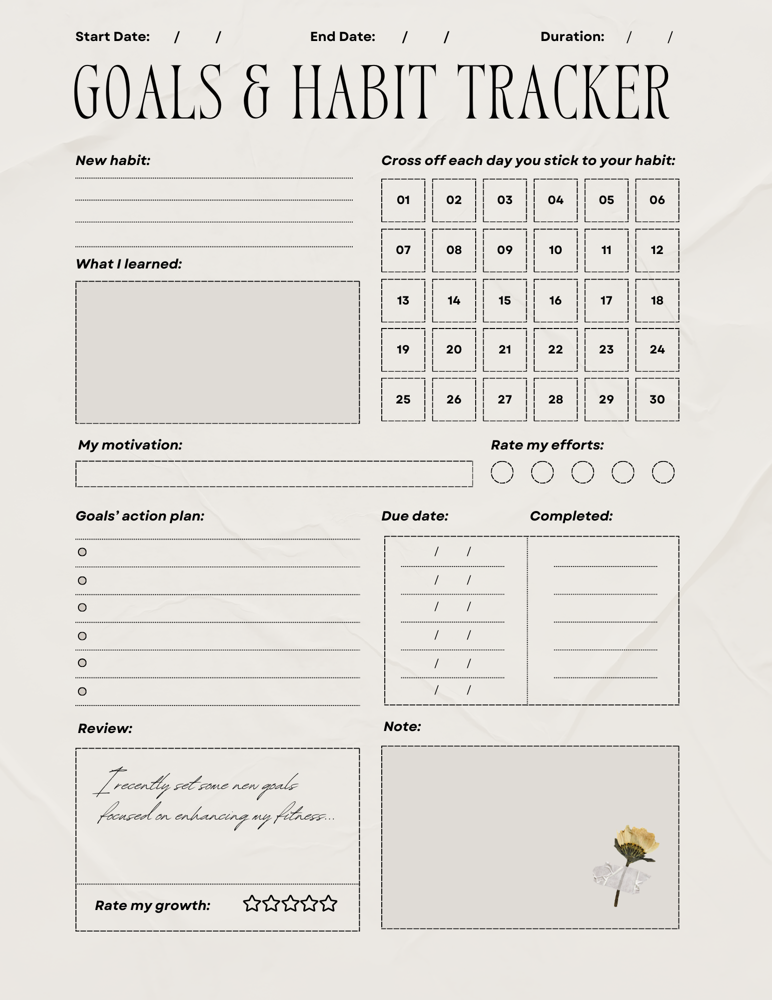 Start Date: / /
End Date: / /
Duration: / /
GOALS & HABIT TRACKER
New habit:
Cross off each day you stick to your habit:
01 02 03 04 05 06
07 08 09 10 11 12
13 14 15 16 17 18
19 20 21 22 23 24
25 26 27 28 29 30
What I learned:
My motivation:
Rate my efforts:
Goals’ action plan:
Due date:
Completed:
/ /
/ /
/ /
/ /
/ /
/ /
Review:
I recently set some new goals
focused on enhancing my fitness...
Rate my growth:
Note: